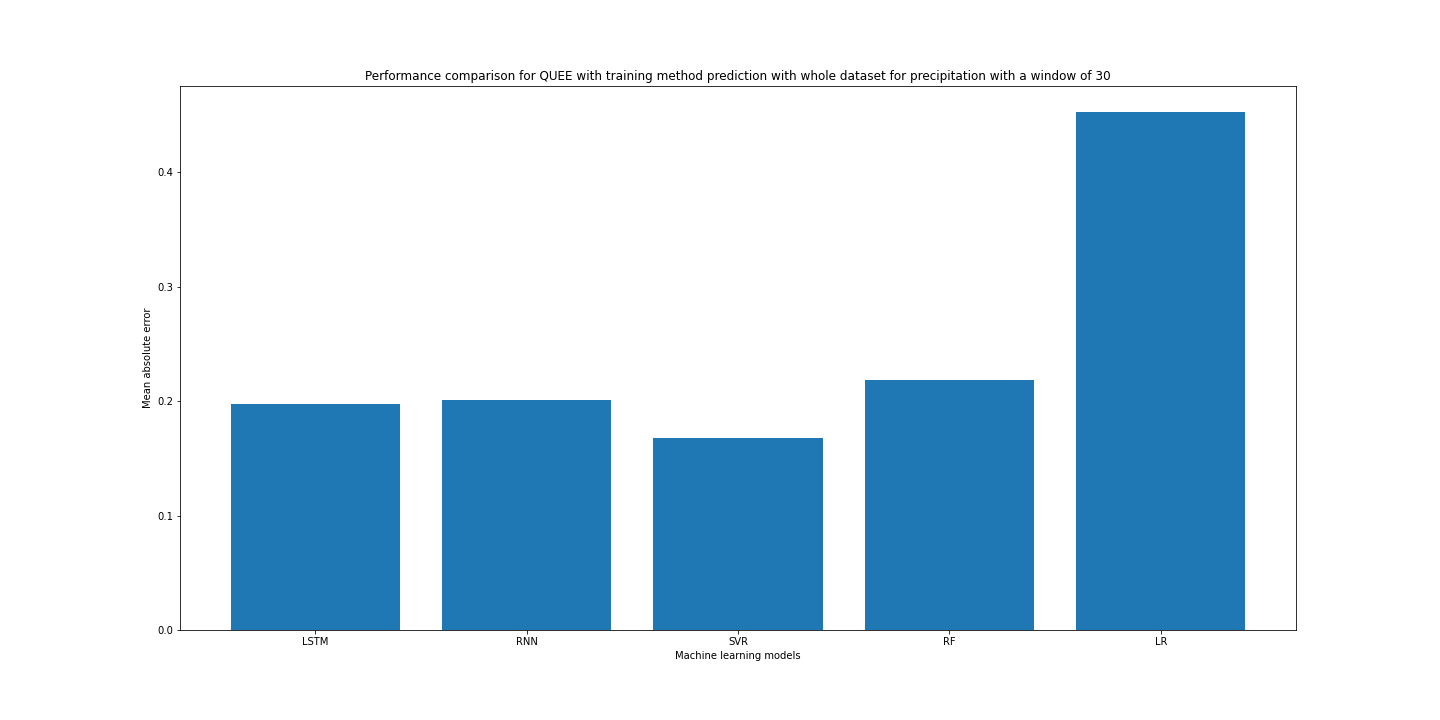 Performance comparison for QUEE with training method prediction with whole dataset for precipitation with a window of 30
Mean absolute error
0.4
0.3
0.2
0.1
0.0
LSTM RNN SVR RF LR
Machine learning models